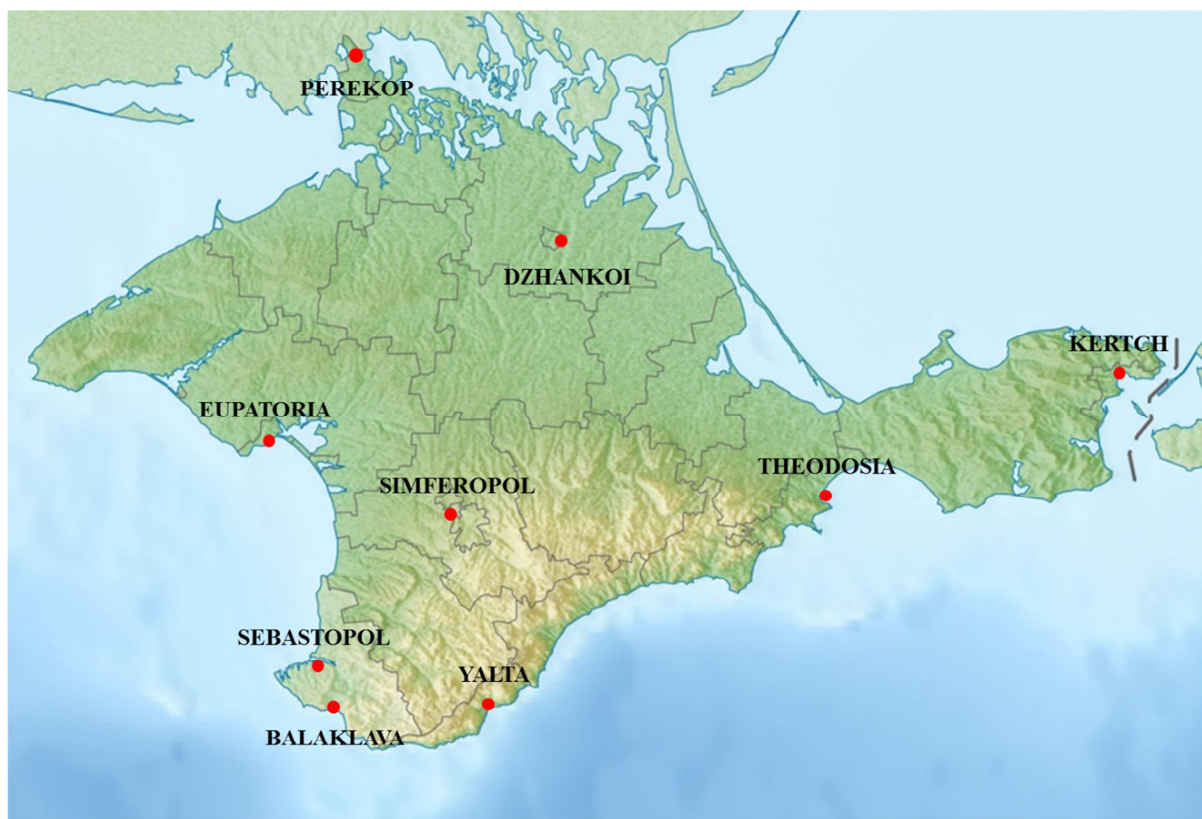 PEREKOP
DZHANKOI
KERTCH
EUPATORIA
THEODOSIA
SIMFEROPOL
SEBASTOPOL
YALTA
BALAKLAVA